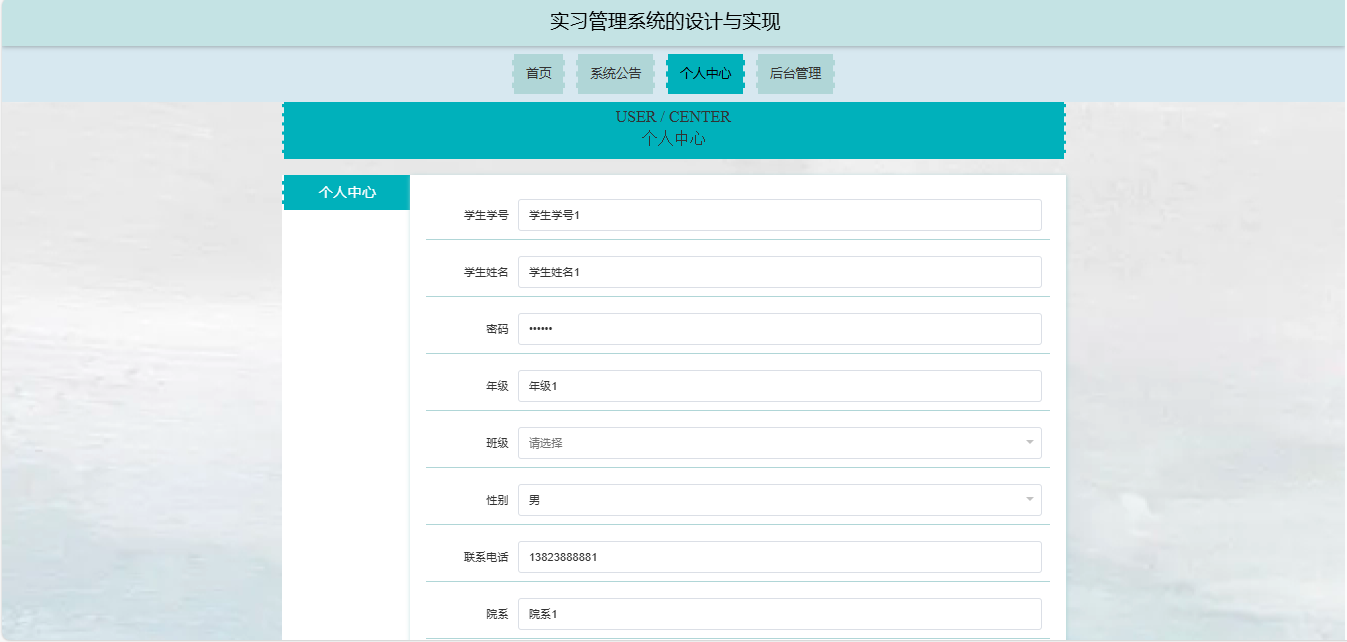 实习管理系统的设计与实现
首页 系统公告 个人中心 后台管理
USER / CENTER
个人中心
个人中心
学生学号 学生学号1
学生姓名 学生姓名1
密码 ••••••
年级 年级1
班级 请选择
性别 男
联系电话 13823888881
院系 院系1